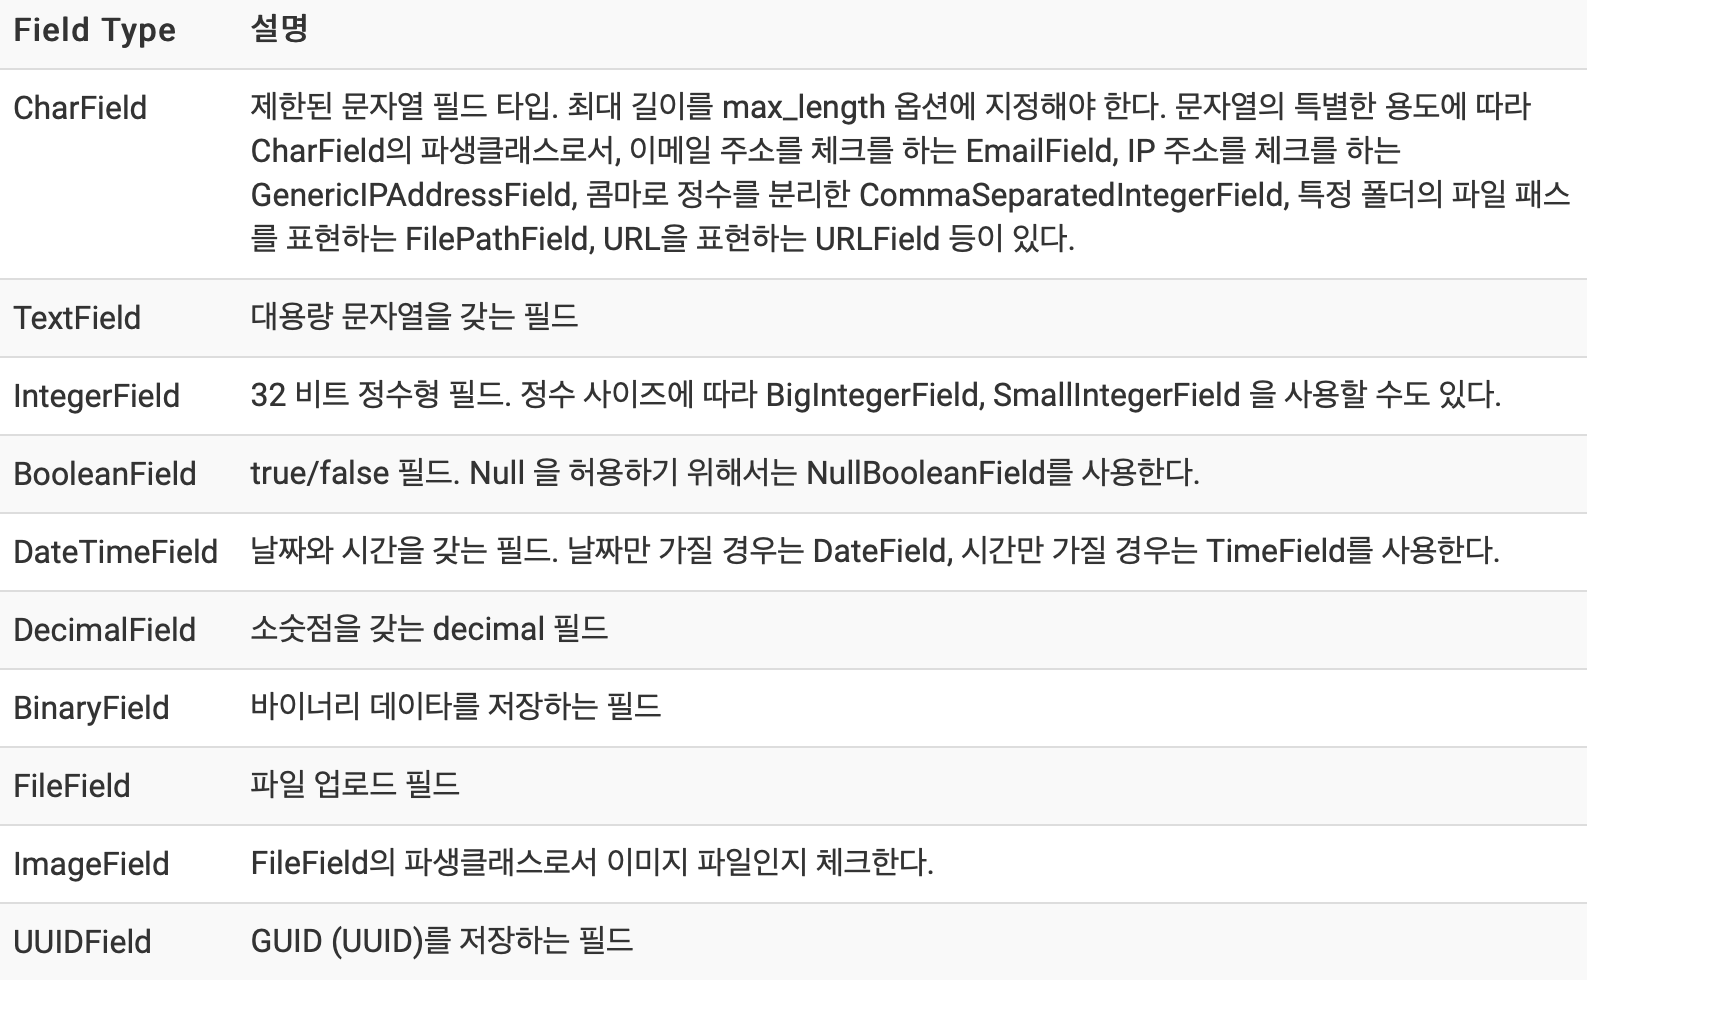 Field Type 설명
CharField 제한된 문자열 필드 타입. 최대 길이를 max_length 옵션에 지정해야 한다. 문자열의 특별한 용도에 따라
CharField의 파생클래스로서, 이메일 주소를 체크를 하는 EmailField, IP 주소를 체크를 하는
GenericIPAddressField, 콤마로 정수를 분리한 CommaSeparatedIntegerField, 특정 폴더의 파일 패스
를 표현하는 FilePathField, URL을 표현하는 URLField 등이 있다.
TextField 대용량 문자열을 갖는 필드
IntegerField 32 비트 정수형 필드. 정수 사이즈에 따라 BigIntegerField, SmallIntegerField 을 사용할 수도 있다.
BooleanField true/false 필드. Null 을 허용하기 위해서는 NullBooleanField를 사용한다.
DateTimeField 날짜와 시간을 갖는 필드. 날짜만 가질 경우는 DateField, 시간만 가질 경우는 TimeField를 사용한다.
DecimalField 소숫점을 갖는 decimal 필드
BinaryField 바이너리 데이타를 저장하는 필드
FileField 파일 업로드 필드
ImageField FileField의 파생클래스로서 이미지 파일인지 체크한다.
UUIDField GUID (UUID)를 저장하는 필드